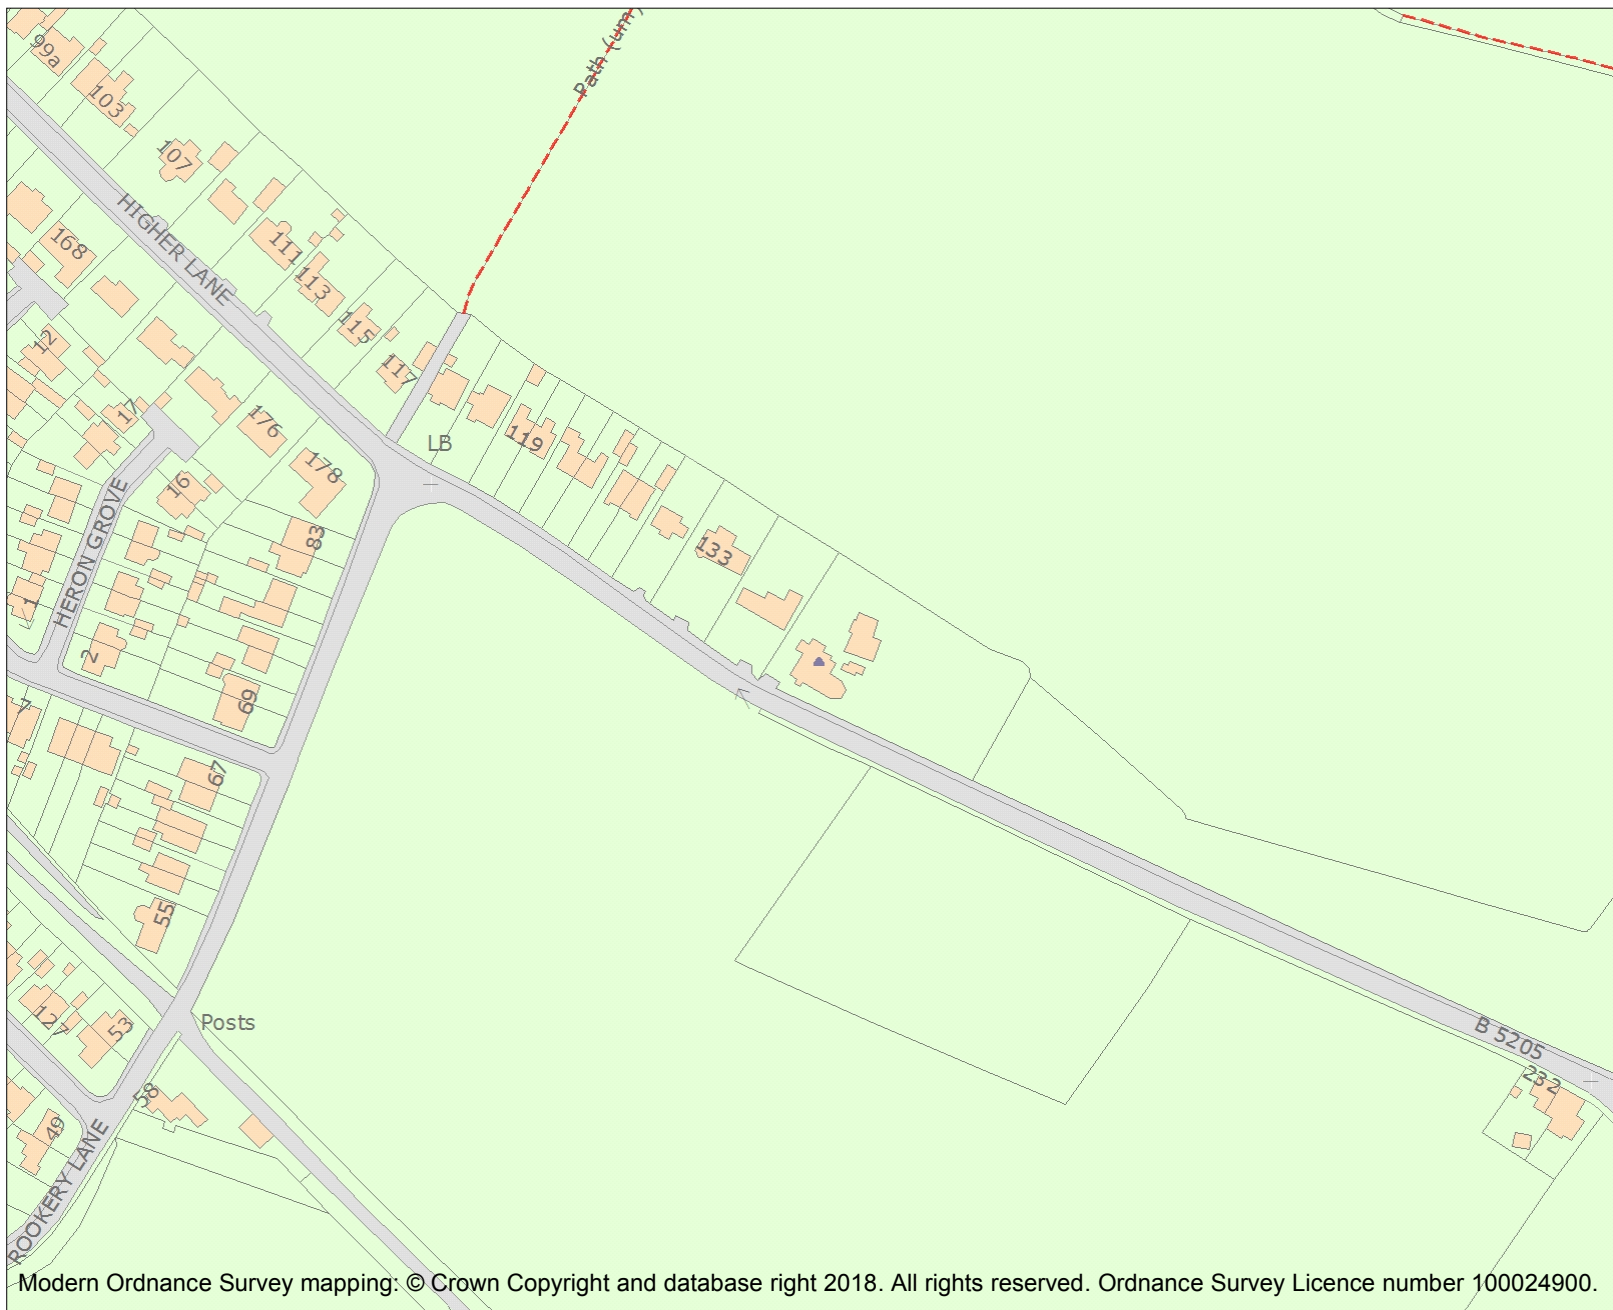 99a
103
Path (um)
107
HIGHER LANE
111
168
113
115
12
117
17
176
119
LB
178
16
HERON GROVE
83
133
1
2
69
7
67
55
127
53
Posts
B 5205
232
58
49
ROOKERY LANE
Modern Ordnance Survey mapping: © Crown Copyright and database right 2018. All rights reserved. Ordnance Survey Licence number 100024900.